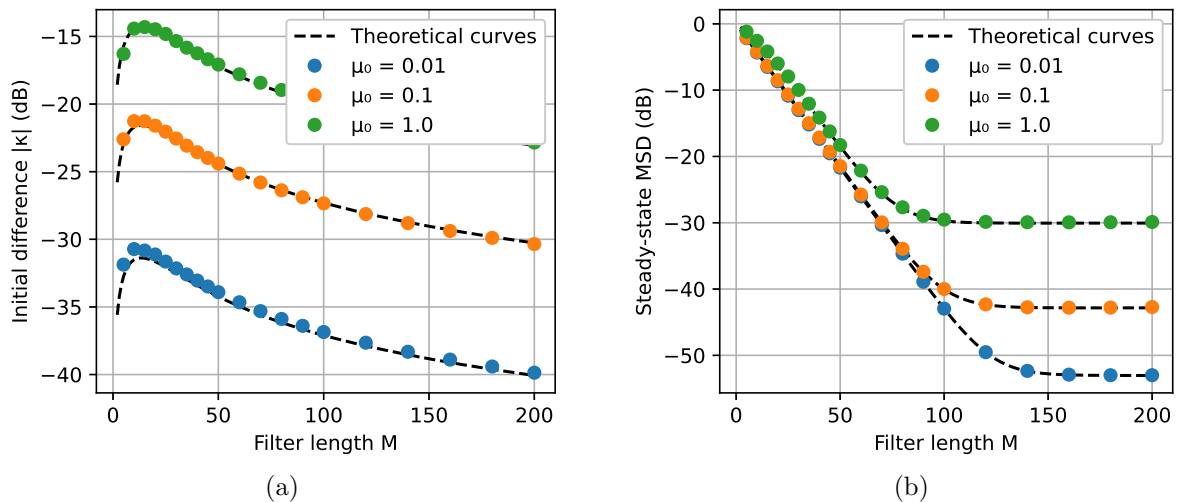 −15
−20
−25
−30
−35
−40
0
50
100
150
200
Initial difference |κ| (dB)
Filter length M
Theoretical curves
μ₀ = 0.01
μ₀ = 0.1
μ₀ = 1.0
(a)
0
−10
−20
−30
−40
−50
0
50
100
150
200
Steady-state MSD (dB)
Filter length M
Theoretical curves
μ₀ = 0.01
μ₀ = 0.1
μ₀ = 1.0
(b)